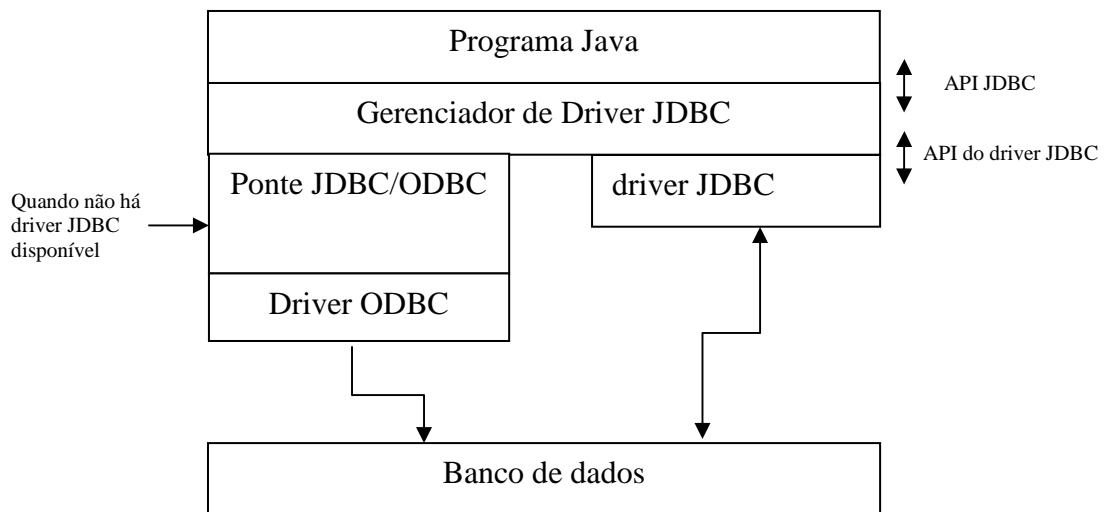 Programa Java
API JDBC
Gerenciador de Driver JDBC
API do driver JDBC
Ponte JDBC/ODBC
driver JDBC
Quando não há
driver JDBC
disponível
Driver ODBC
Banco de dados